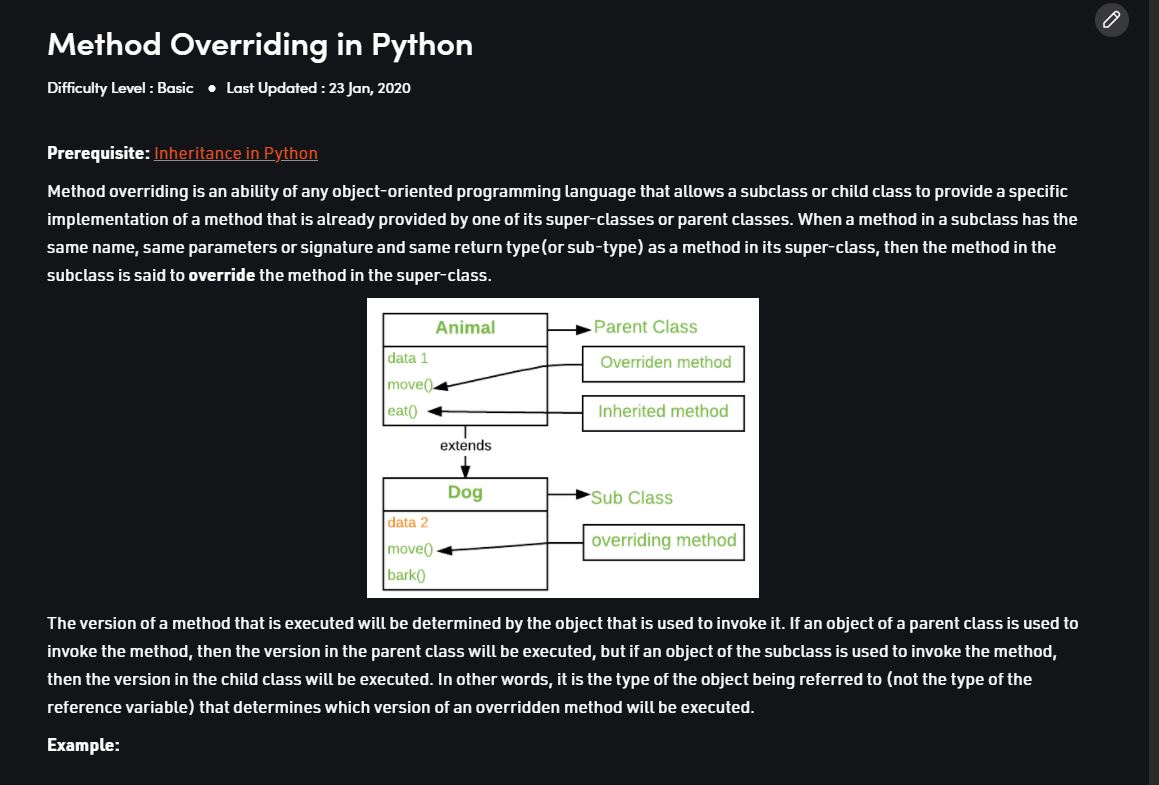 Method Overriding in Python
Difficulty Level : Basic ● Last Updated : 23 Jan, 2020
Prerequisite: Inheritance in Python
Method overriding is an ability of any object-oriented programming language that allows a subclass or child class to provide a specific
implementation of a method that is already provided by one of its super-classes or parent classes. When a method in a subclass has the
same name, same parameters or signature and same return type(or sub-type) as a method in its super-class, then the method in the
subclass is said to override the method in the super-class.
Animal
Parent Class
data 1
Overriden method
move()
eat()
Inherited method
extends
Dog
Sub Class
data 2
move()
overriding method
bark()
The version of a method that is executed will be determined by the object that is used to invoke it. If an object of a parent class is used to
invoke the method, then the version in the parent class will be executed, but if an object of the subclass is used to invoke the method,
then the version in the child class will be executed. In other words, it is the type of the object being referred to (not the type of the
reference variable) that determines which version of an overridden method will be executed.
Example: